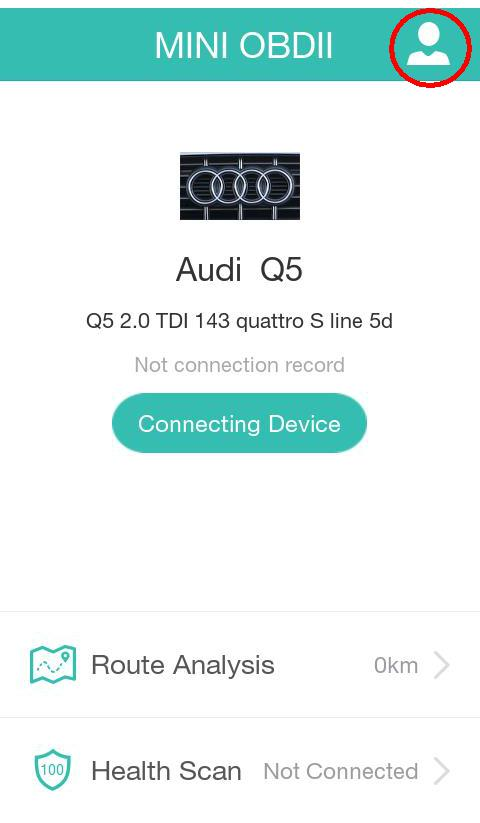 MINI OBDII
Audi Q5
Q5 2.0 TDI 143 quattro S line 5d
Not connection record
Connecting Device
Route Analysis 0km
100 Health Scan Not Connected